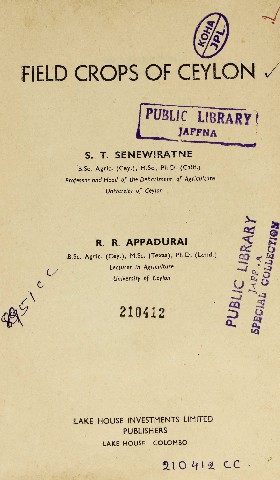 KOHA
JPL
FIELD CROPS OF CEYLON
PUBLIC LIBRARY
JAFFNA
S. T. SENEWIRATNE
B.Sc. Agric. (Cey.), M.Sc., Ph.D. (Calif.)
Professor and Head of the Department of Agriculture
University of Ceylon
R. R. APPADURAI
B.Sc. Agric. (Cey.), M.Sc. (Texas), Ph.D. (Lond.)
Lecturer in Agriculture
University of Ceylon
PUBLIC LIBRARY
JAFFNA
SPECIAL COLLECTION
210412
LAKE HOUSE INVESTMENTS LIMITED
PUBLISHERS
LAKE HOUSE COLOMBO
210412 CC